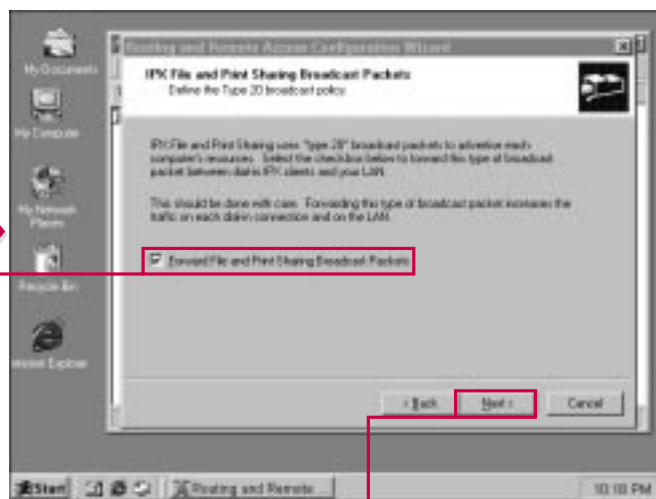 My Documents
My Computer
My Network
Places
Recycle Bin
Internet Explorer
Routing and Remote Access Configuration Wizard
IPX File and Print Sharing Broadcast Packets
Define the Type 20 broadcast policy.
IPX File and Print Sharing uses "type 20" broadcast packets to advertise each
computer's resources. Select the checkbox below to forward this type of broadcast
packet between dial-in IPX clients and your LAN.
This should be done with care. Forwarding this type of broadcast packet increases the
traffic on each dial-in connection and on the LAN.
Forward File and Print Sharing Broadcast Packets
< Back
Next >
Cancel
Start
Routing and Remote
10:10 PM